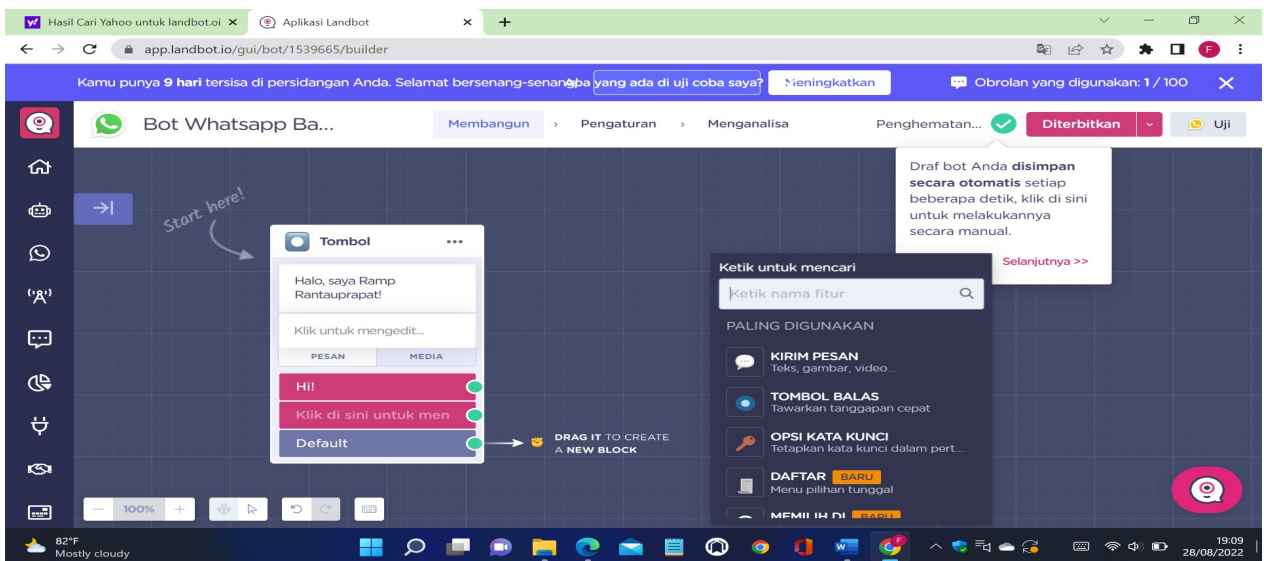 Hasil Cari Yahoo untuk landbot.oi
Aplikasi Landbot
app.landbot.io/gui/bot/1539665/builder
F
Kamu punya 9 hari tersisa di persidangan Anda. Selamat bersenang-senang!
yang ada di uji coba saya?
Meningkatkan
Obrolan yang digunakan: 1 / 100
Bot Whatsapp Ba...
Membangun
Pengaturan
Menganalisa
Penghematan...
Diterbitkan
Uji
Draf bot Anda disimpan
secara otomatis setiap
beberapa detik, klik di sini
untuk melakukannya
secara manual.
Selanjutnya >>
Start here!
Tombol
Halo, saya Ramp
Rantauprapat!
Klik untuk mengedit...
PESAN
MEDIA
Hi!
Klik di sini untuk men
Default
DRAG IT TO CREATE
A NEW BLOCK
Ketik untuk mencari
Ketik nama fitur
PALING DIGUNAKAN
KIRIM PESAN
Teks, gambar, video...
TOMBOL BALAS
Tawarkan tanggapan cepat
OPSI KATA KUNCI
Tetapkan kata kunci dalam pert...
DAFTAR BARU
Menu pilihan tunggal
MEMILIH DI BARU
100%
82°F
Mostly cloudy
19:09
28/08/2022